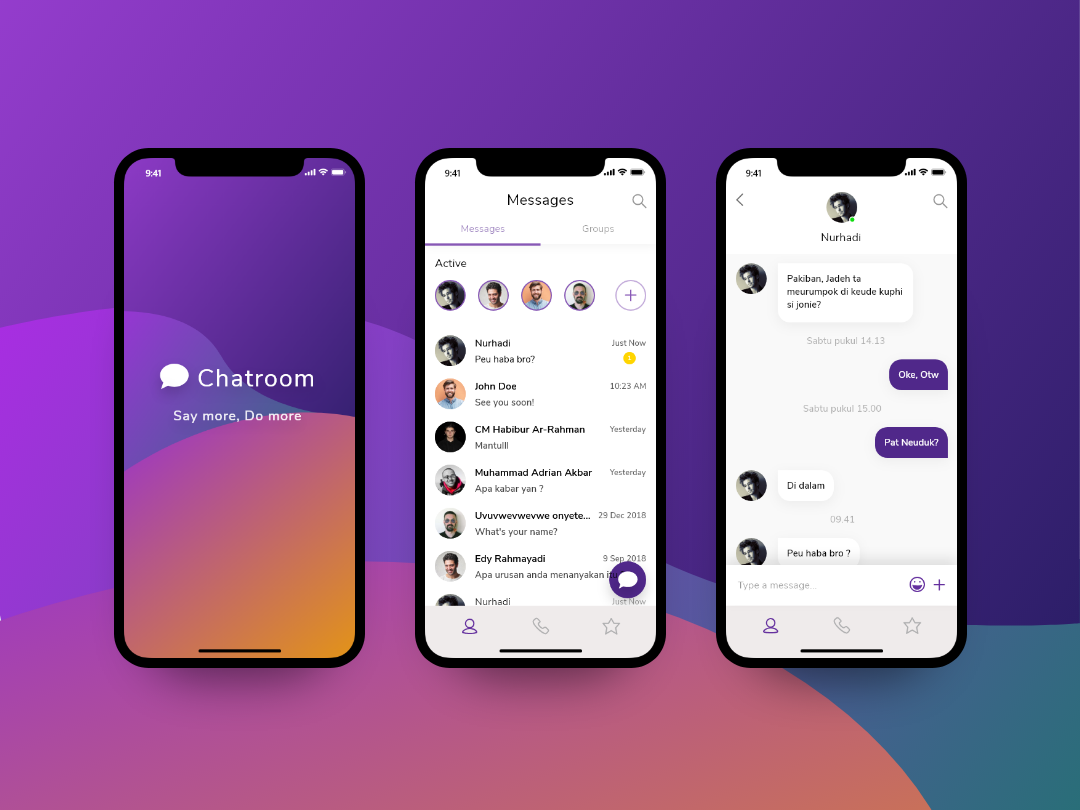 9:41
Chatroom
Say more, Do more
9:41
Messages
Messages Groups
Active
Nurhadi Just Now
Peu haba bro? !
John Doe 10:23 AM
See you soon!
CM Habibur Ar-Rahman Yesterday
Mantulll
Muhammad Adrian Akbar Yesterday
Apa kabar yan ?
Uvuvwevwevwe onyete... 29 Dec 2018
What's your name?
Edy Rahmayadi 9 Sep 2018
Apa urusan anda menanyakan
Nurhadi Just Now
9:41
Nurhadi
Pakiban, Jadeh ta
meurumpok di keude kuphi
si jonie?
Sabtu pukul 14.13
Oke, Otw
Sabtu pukul 15.00
Pat Neuduk?
Di dalam
09.41
Peu haba bro ?
Type a message...